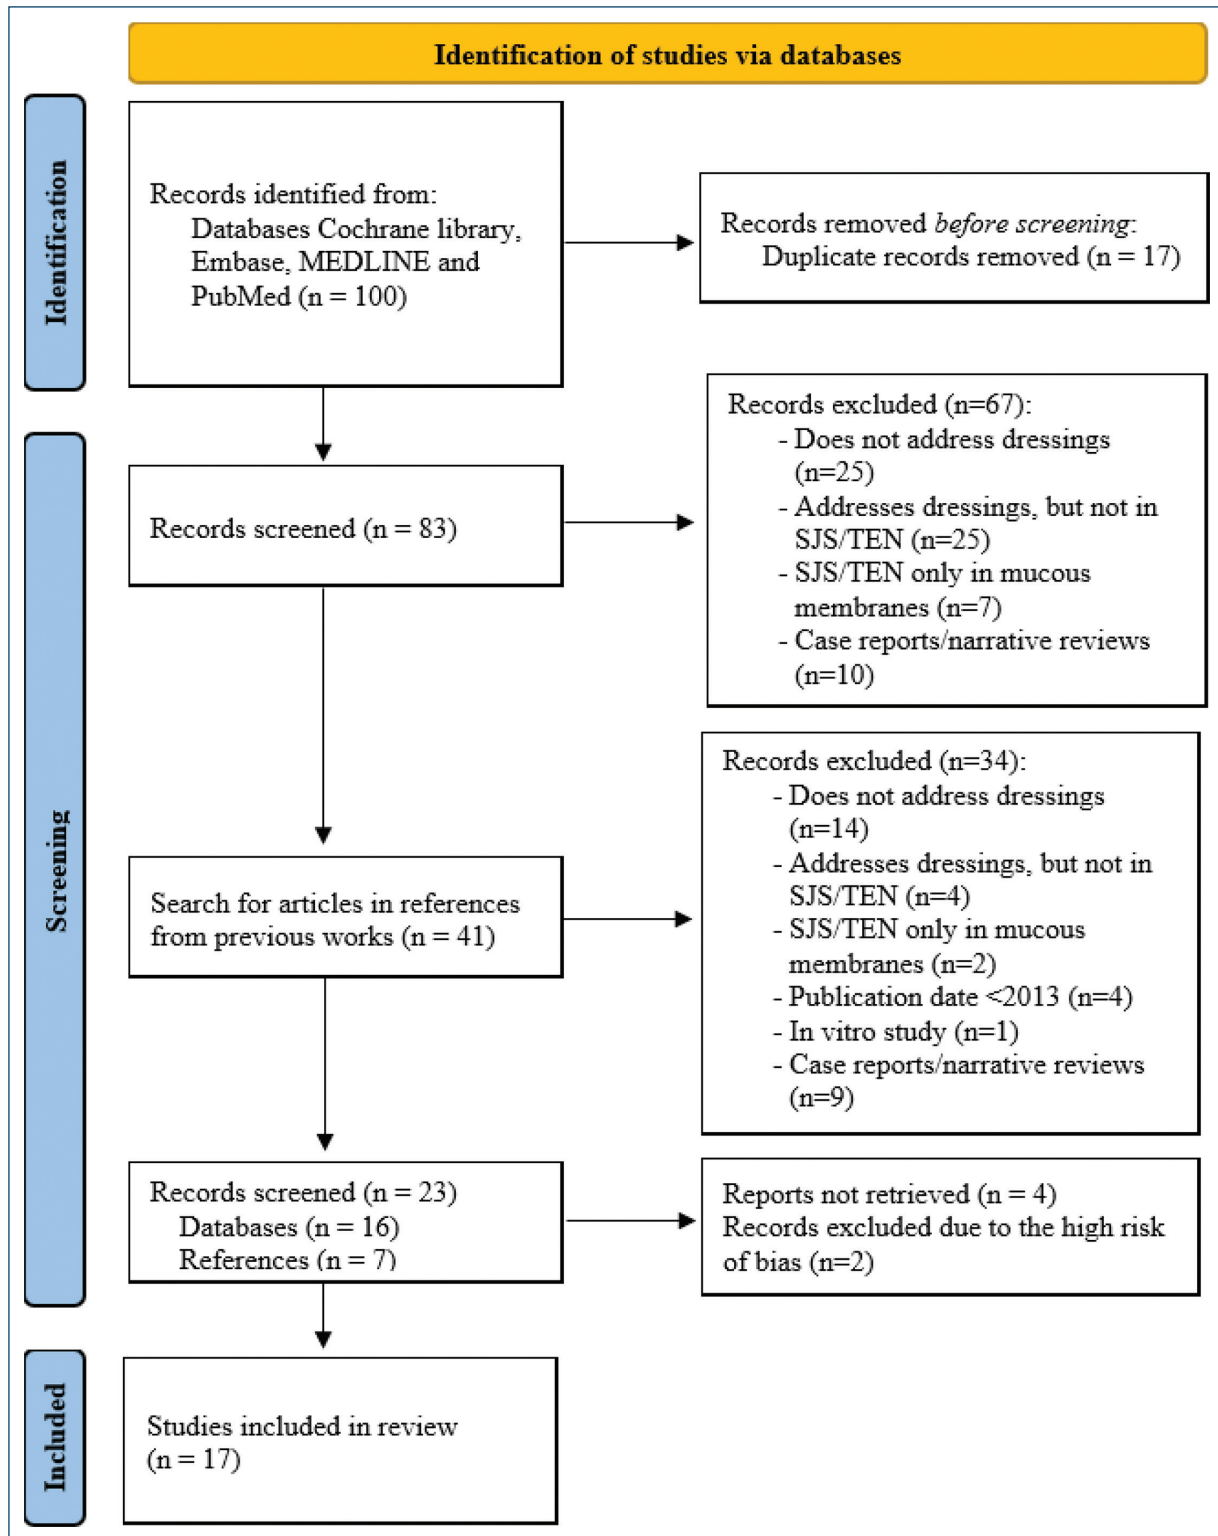 Identification of studies via databases
Identification
Records identified from:
Databases Cochrane library,
Embase, MEDLINE and
PubMed (n = 100)
Records removed before screening:
Duplicate records removed (n = 17)
Screening
Records screened (n = 83)
Records excluded (n=67):
- Does not address dressings
(n=25)
- Addresses dressings, but not in
SJS/TEN (n=25)
- SJS/TEN only in mucous
membranes (n=7)
- Case reports/narrative reviews
(n=10)
Search for articles in references
from previous works (n = 41)
Records excluded (n=34):
- Does not address dressings
(n=14)
- Addresses dressings, but not in
SJS/TEN (n=4)
- SJS/TEN only in mucous
membranes (n=2)
- Publication date <2013 (n=4)
- In vitro study (n=1)
- Case reports/narrative reviews
(n=9)
Records screened (n = 23)
Databases (n = 16)
References (n = 7)
Reports not retrieved (n = 4)
Records excluded due to the high risk
of bias (n=2)
Included
Studies included in review
(n = 17)